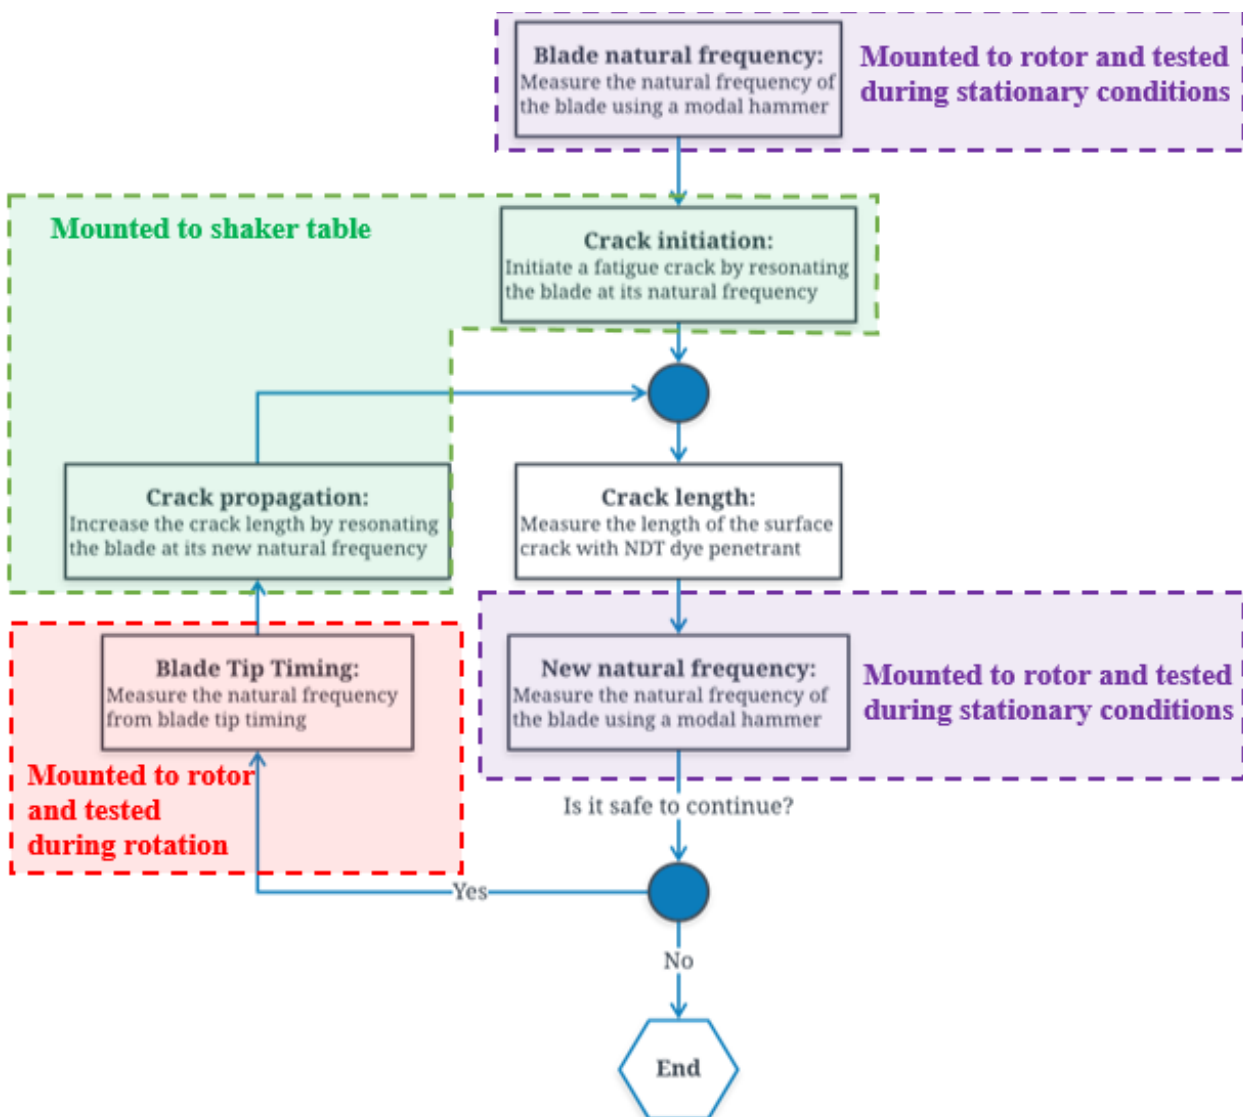 Blade natural frequency:
Measure the natural frequency of
the blade using a modal hammer
Mounted to rotor and tested
during stationary conditions
Mounted to shaker table
Crack initiation:
Initiate a fatigue crack by resonating
the blade at its natural frequency
Crack propagation:
Increase the crack length by resonating
the blade at its new natural frequency
Crack length:
Measure the length of the surface
crack with NDT dye penetrant
Blade Tip Timing:
Measure the natural frequency
from blade tip timing
Mounted to rotor
and tested
during rotation
New natural frequency:
Measure the natural frequency of
the blade using a modal hammer
Mounted to rotor and tested
during stationary conditions
Is it safe to continue?
Yes
No
End